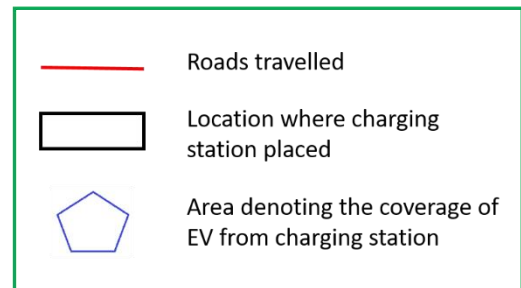 Roads travelled
Location where charging
station placed
Area denoting the coverage of
EV from charging station